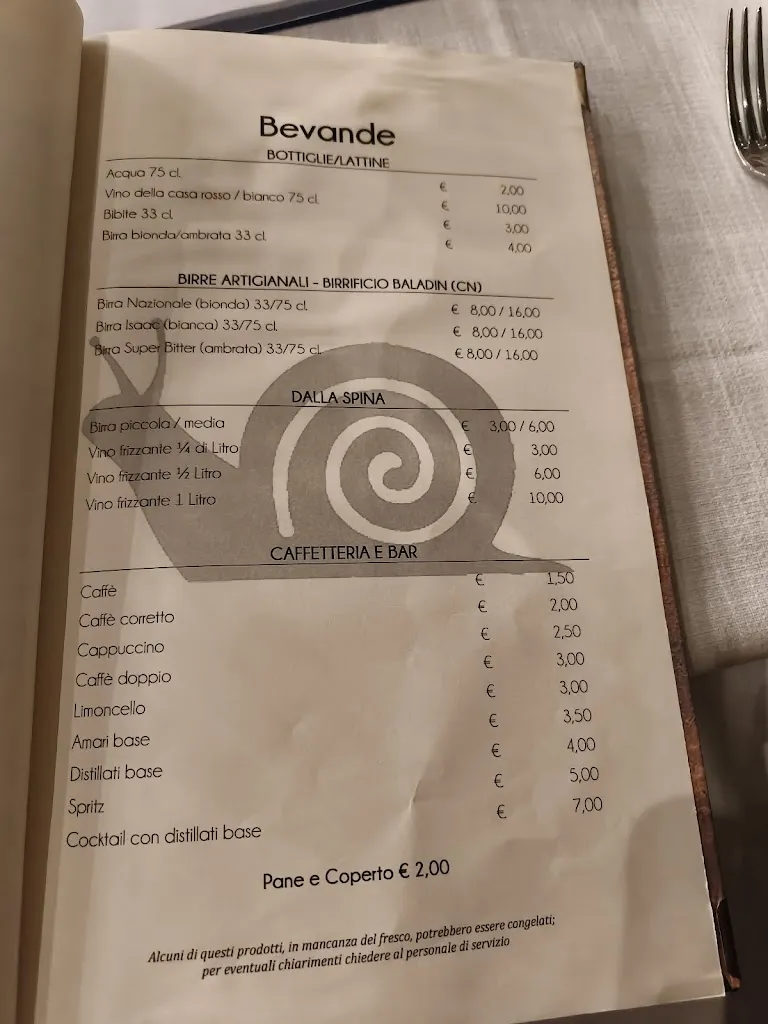 Bevande
BOTTIGLIE/LATTINE
Acqua 75 cl € 2,00
Vino della casa rosso / bianco 75 cl € 10,00
Bibite 33 cl € 3,00
Birra bionda/ambrata 33 cl € 4,00
BIRRE ARTIGIANALI - BIRRIFICIO BALADIN (CN)
Birra Nazionale (bionda) 33/75 cl € 8,00 / 16,00
Birra Isaac (bianca) 33/75 cl € 8,00 / 16,00
Birra Super Bitter (ambrata) 33/75 cl € 8,00 / 16,00
DALLA SPINA
Birra piccola / media € 3,00 / 6,00
Vino frizzante ¼ di Litro € 3,00
Vino frizzante ½ Litro € 6,00
Vino frizzante 1 Litro € 10,00
CAFFETTERIA E BAR
Caffè € 1,50
Caffè corretto € 2,00
Cappuccino € 2,50
Caffè doppio € 3,00
Limoncello € 3,00
Amari base € 3,50
Distillati base € 4,00
Spritz € 5,00
Cocktail con distillati base € 7,00
Pane e Coperto € 2,00
Alcuni di questi prodotti, in mancanza del fresco, potrebbero essere congelati;
per eventuali chiarimenti chiedere al personale di servizio